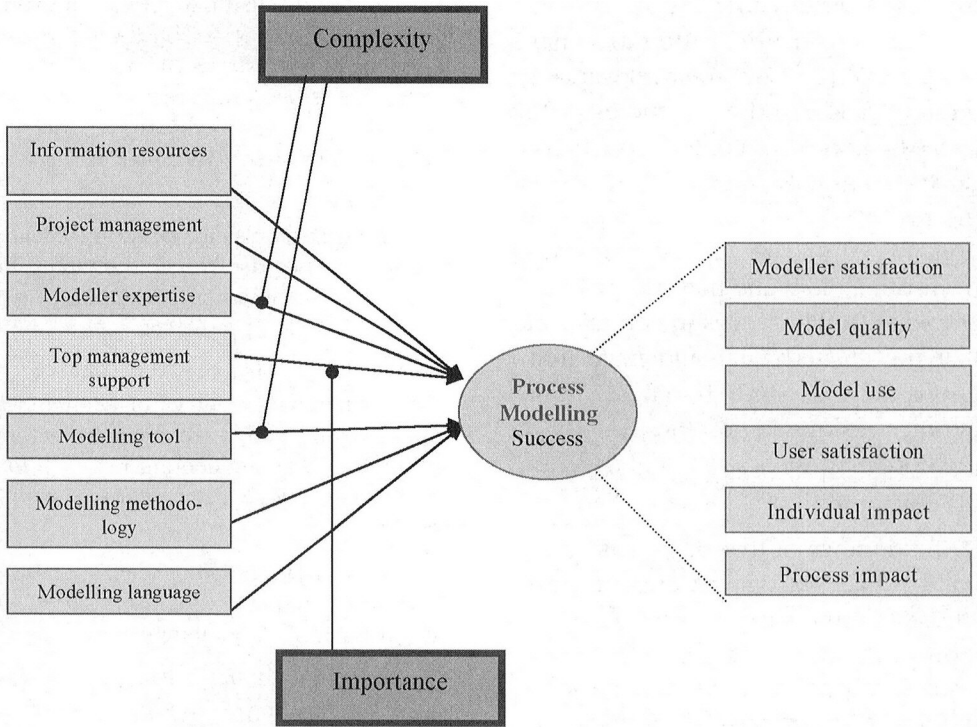 Complexity
Information resources
Project management
Modeller expertise
Top management
support
Modelling tool
Modelling methodo-
logy
Modelling language
Process
Modelling
Success
Modeller satisfaction
Model quality
Model use
User satisfaction
Individual impact
Process impact
Importance